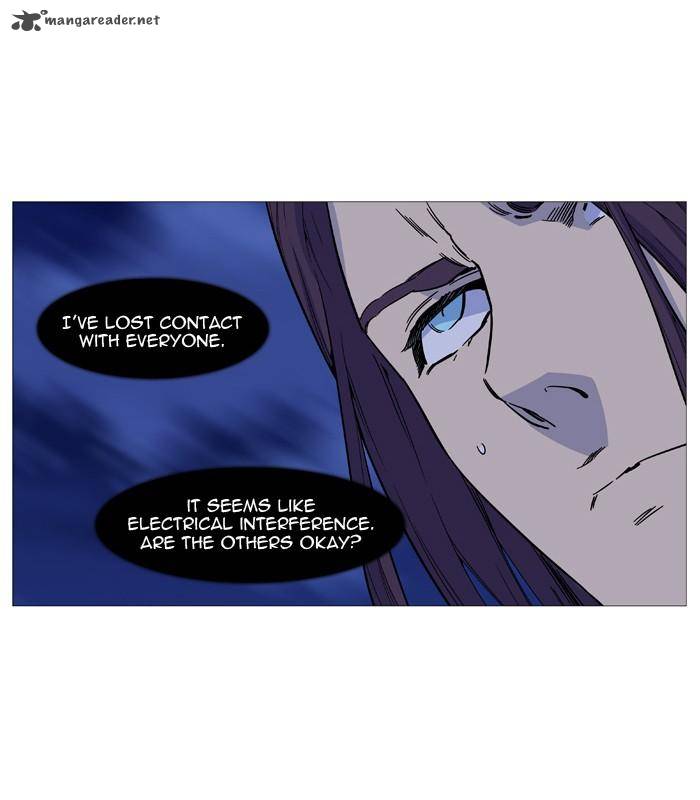 mangareader.net
I'VE LOST CONTACT
WITH EVERYONE.
IT SEEMS LIKE
ELECTRICAL INTERFERENCE.
ARE THE OTHERS OKAY?